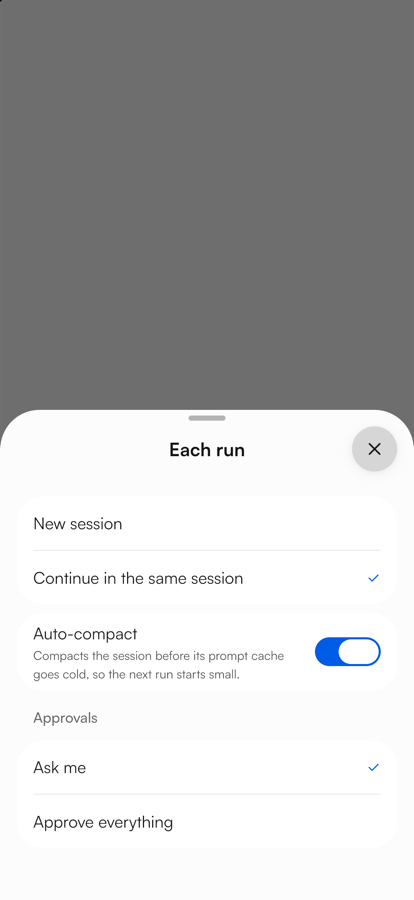 Each run
New session
Continue in the same session
Auto-compact
Compacts the session before its prompt cache
goes cold, so the next run starts small.
Approvals
Ask me
Approve everything